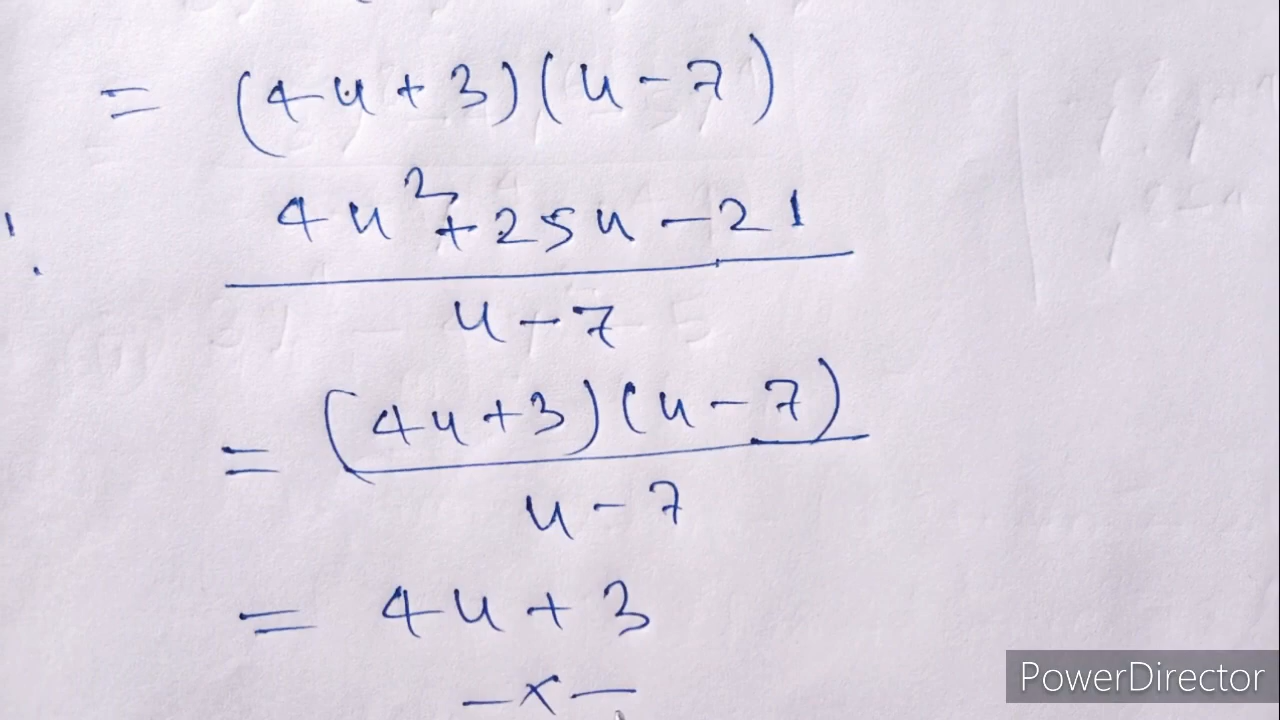 = (4u+3)(u-7)
4u²+25u-21
u-7
= (4u+3)(u-7)
u-7
= 4u+3
-x-
PowerDirector